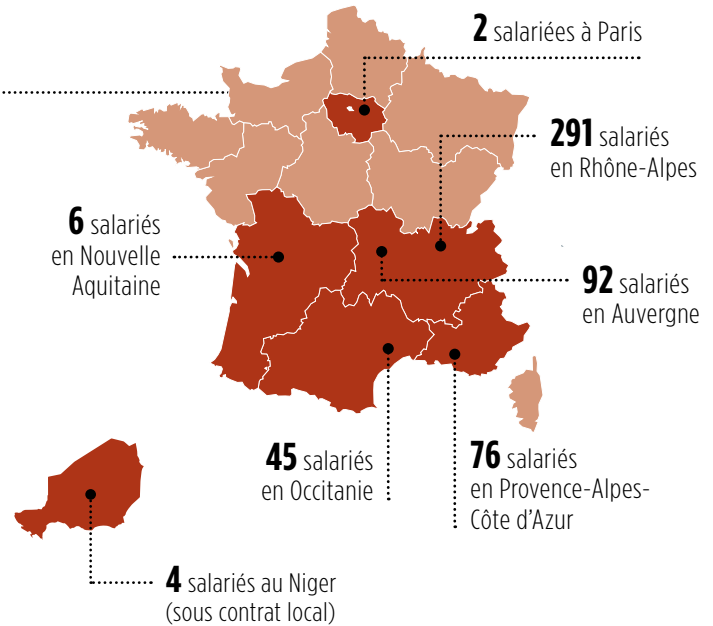 2 salariées à Paris
291 salariés
en Rhône-Alpes
6 salariés
en Nouvelle
Aquitaine
92 salariés
en Auvergne
45 salariés
en Occitanie
76 salariés
en Provence-Alpes-
Côte d'Azur
4 salariés au Niger
(sous contrat local)